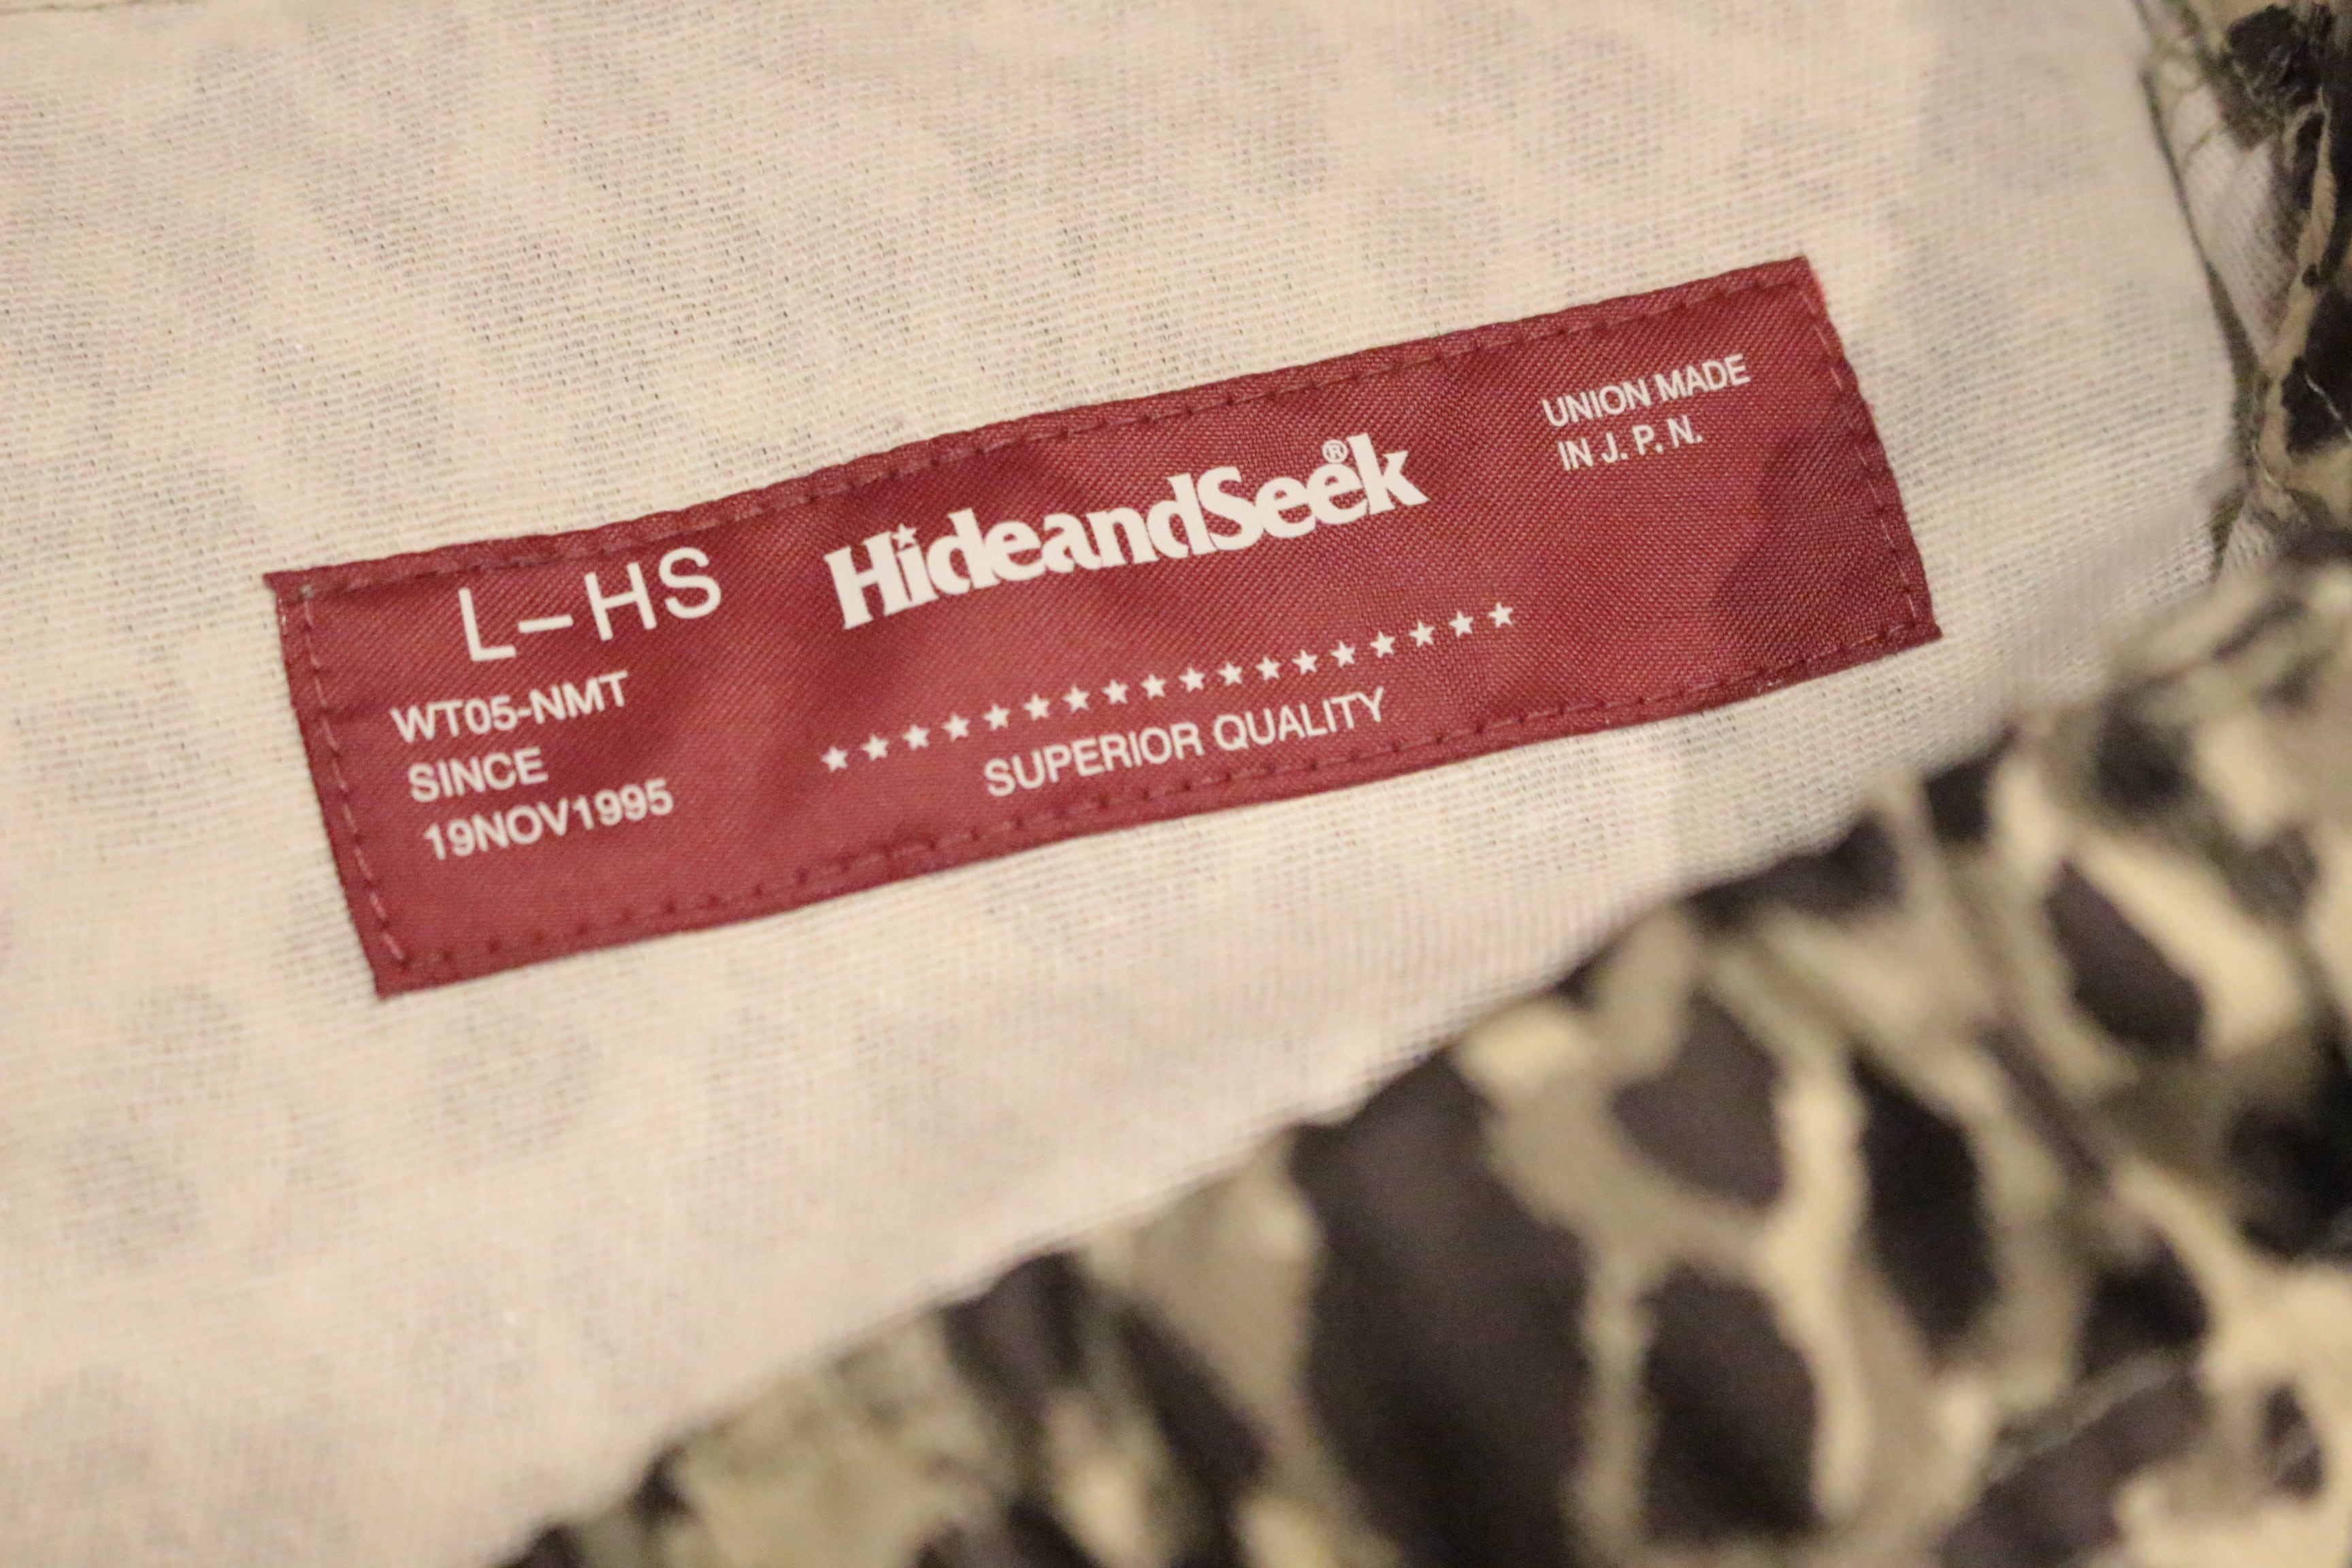 L-HS
WT05-NMT
SINCE
19NOV1995
HideandSeek®
★★★★★★★★★★★★★★★★★★
SUPERIOR QUALITY
UNION MADE
IN J. P. N.